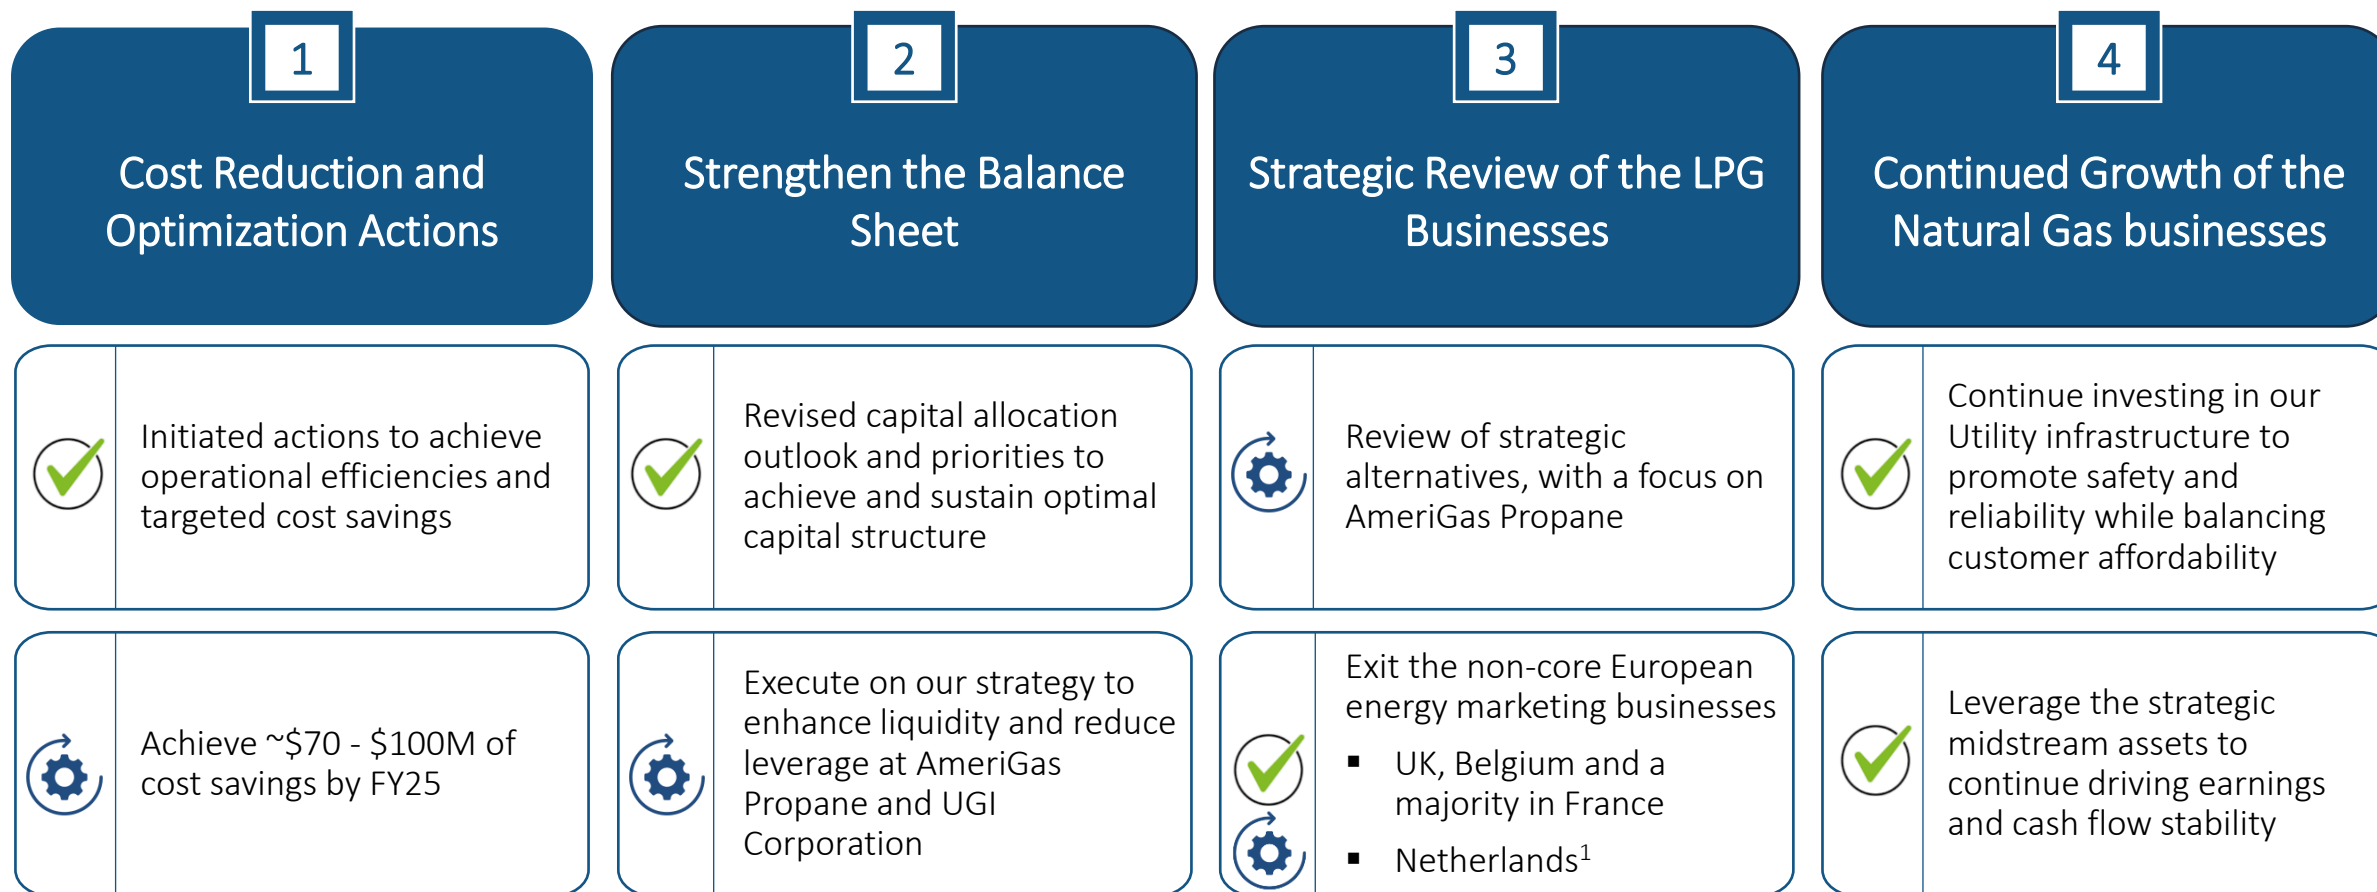 1
Cost Reduction and
Optimization Actions
Initiated actions to achieve
operational efficiencies and
targeted cost savings
Achieve ~$70 - $100M of
cost savings by FY25
2
Strengthen the Balance
Sheet
Revised capital allocation
outlook and priorities to
achieve and sustain optimal
capital structure
Execute on our strategy to
enhance liquidity and reduce
leverage at AmeriGas
Propane and UGI
Corporation
3
Strategic Review of the LPG
Businesses
Review of strategic
alternatives, with a focus on
AmeriGas Propane
Exit the non-core European
energy marketing businesses
▪ UK, Belgium and a
majority in France
▪ Netherlands¹
4
Continued Growth of the
Natural Gas businesses
Continue investing in our
Utility infrastructure to
promote safety and
reliability while balancing
customer affordability
Leverage the strategic
midstream assets to
continue driving earnings
and cash flow stability